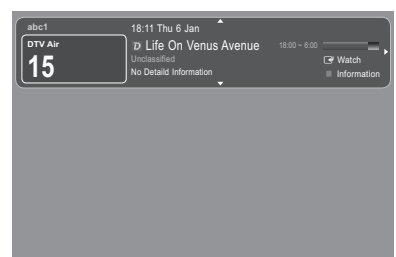 abc1
18:11 Thu 6 Jan
DTV Air
15
D Life On Venus Avenue 18:00 ~ 6:00
Unclassified
Watch
No Detaild Information
Information